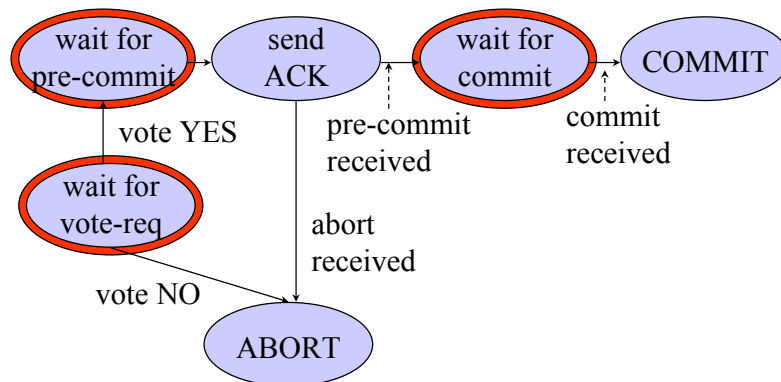 wait for
pre-commit
send
ACK
wait for
commit
COMMIT
vote YES
pre-commit
received
commit
received
wait for
vote-req
abort
received
vote NO
ABORT